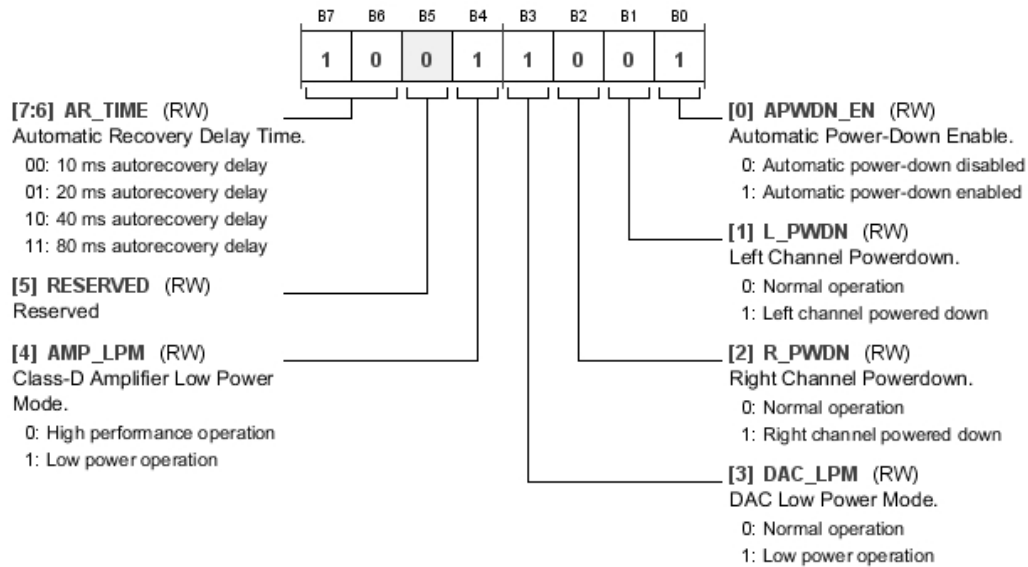 B7 B6 B5 B4 B3 B2 B1 B0
1 0 0 1 1 0 0 1
[7:6] AR_TIME (RW)
Automatic Recovery Delay Time.
00: 10 ms autorecovery delay
01: 20 ms autorecovery delay
10: 40 ms autorecovery delay
11: 80 ms autorecovery delay
[5] RESERVED (RW)
Reserved
[4] AMP_LPM (RW)
Class-D Amplifier Low Power
Mode.
0: High performance operation
1: Low power operation
[0] APWDN_EN (RW)
Automatic Power-Down Enable.
0: Automatic power-down disabled
1: Automatic power-down enabled
[1] L_PWDN (RW)
Left Channel Powerdown.
0: Normal operation
1: Left channel powered down
[2] R_PWDN (RW)
Right Channel Powerdown.
0: Normal operation
1: Right channel powered down
[3] DAC_LPM (RW)
DAC Low Power Mode.
0: Normal operation
1: Low power operation